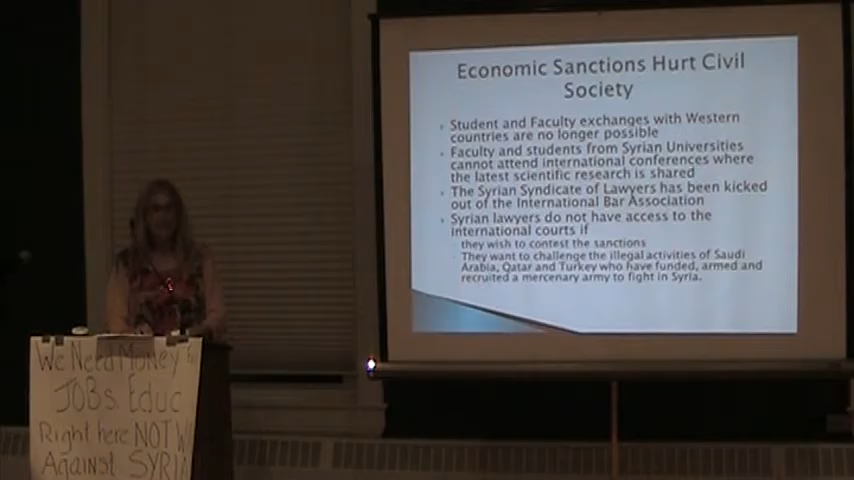 Economic Sanctions Hurt Civil
Society
Student and Faculty exchanges with Western
countries are no longer possible
Faculty and students from Syrian Universities
cannot attend international conferences where
the latest scientific research is shared
The Syrian Syndicate of Lawyers has been kicked
out of the International Bar Association
Syrian lawyers do not have access to the
international courts if
they wish to contest the sanctions
They want to challenge the illegal activities of Saudi
Arabia, Qatar and Turkey who have funded, armed and
recruited a mercenary army to fight in Syria.
We Need Money
JOBs. Educ
Right here NOT W
Against SYRI